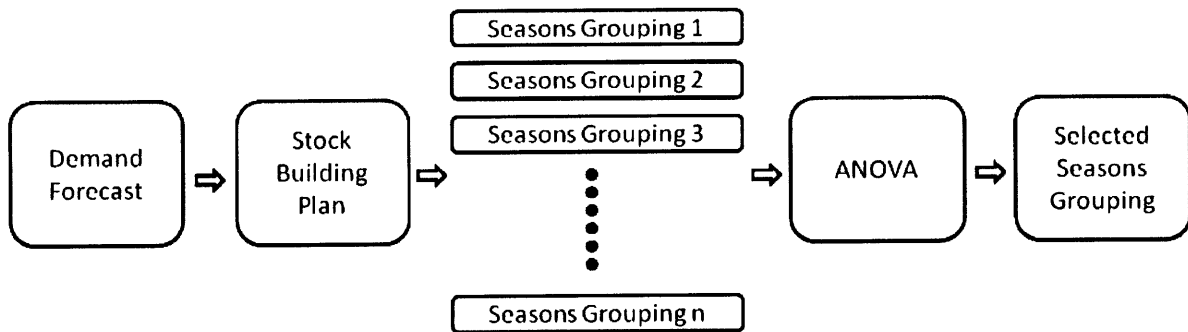 Demand
Forecast
Stock
Building
Plan
Seasons Grouping 1
Seasons Grouping 2
Seasons Grouping 3
Seasons Grouping n
ANOVA
Selected
Seasons
Grouping